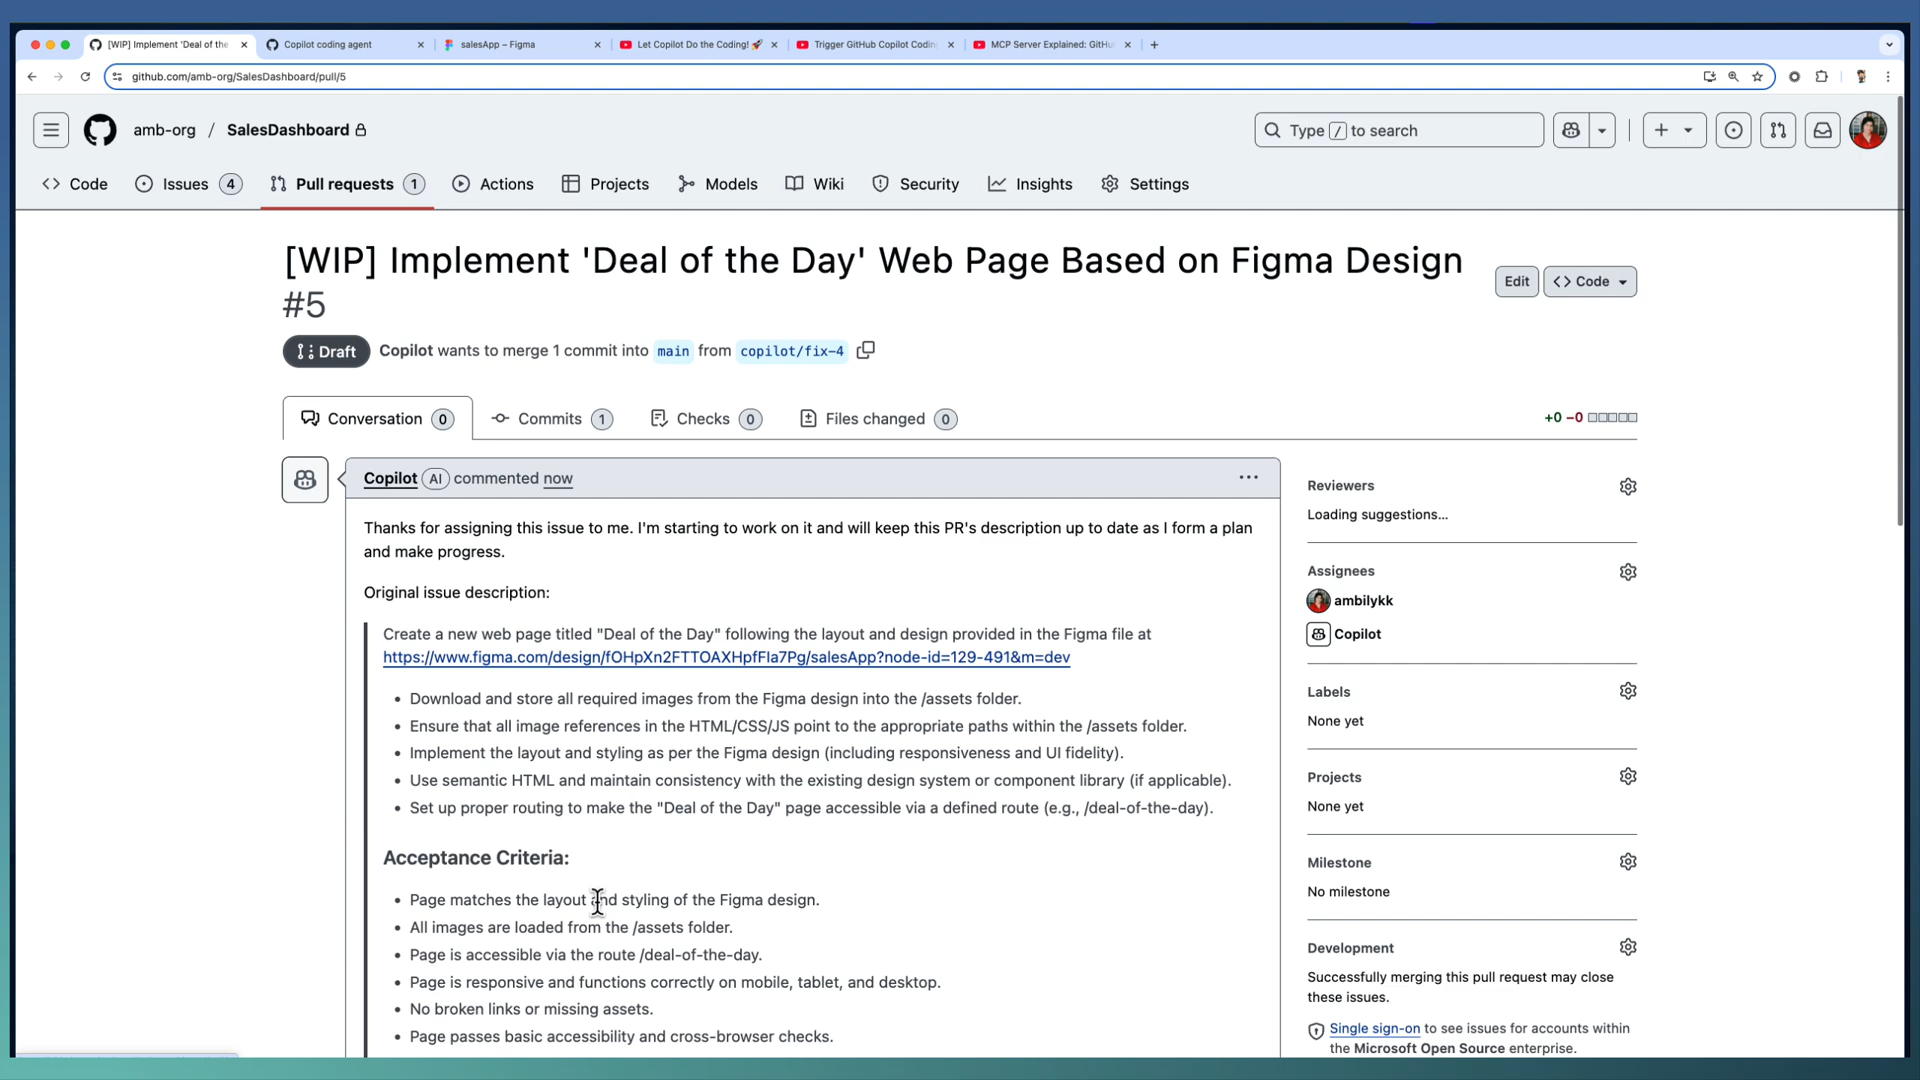 [WIP] Implement 'Deal of the
Copilot coding agent
salesApp – Figma
Let Copilot Do the Coding! 🚀
Trigger GitHub Copilot Codin
MCP Server Explained: GitHu
github.com/amb-org/SalesDashboard/pull/5
amb-org / SalesDashboard
Type / to search
Code
Issues 4
Pull requests 1
Actions
Projects
Models
Wiki
Security
Insights
Settings
[WIP] Implement 'Deal of the Day' Web Page Based on Figma Design
#5
Edit
Code
Draft
Copilot wants to merge 1 commit into main from copilot/fix-4
Conversation 0
Commits 1
Checks 0
Files changed 0
+0 −0
Copilot AI commented now
Thanks for assigning this issue to me. I'm starting to work on it and will keep this PR's description up to date as I form a plan
and make progress.
Original issue description:
Create a new web page titled "Deal of the Day" following the layout and design provided in the Figma file at
https://www.figma.com/design/fOHpXn2FTTOAXHpfFla7Pg/salesApp?node-id=129-491&m=dev
• Download and store all required images from the Figma design into the /assets folder.
• Ensure that all image references in the HTML/CSS/JS point to the appropriate paths within the /assets folder.
• Implement the layout and styling as per the Figma design (including responsiveness and UI fidelity).
• Use semantic HTML and maintain consistency with the existing design system or component library (if applicable).
• Set up proper routing to make the "Deal of the Day" page accessible via a defined route (e.g., /deal-of-the-day).
Acceptance Criteria:
• Page matches the layout and styling of the Figma design.
• All images are loaded from the /assets folder.
• Page is accessible via the route /deal-of-the-day.
• Page is responsive and functions correctly on mobile, tablet, and desktop.
• No broken links or missing assets.
• Page passes basic accessibility and cross-browser checks.
Reviewers
Loading suggestions...
Assignees
ambilykk
Copilot
Labels
None yet
Projects
None yet
Milestone
No milestone
Development
Successfully merging this pull request may close
these issues.
Single sign-on to see issues for accounts within
the Microsoft Open Source enterprise.